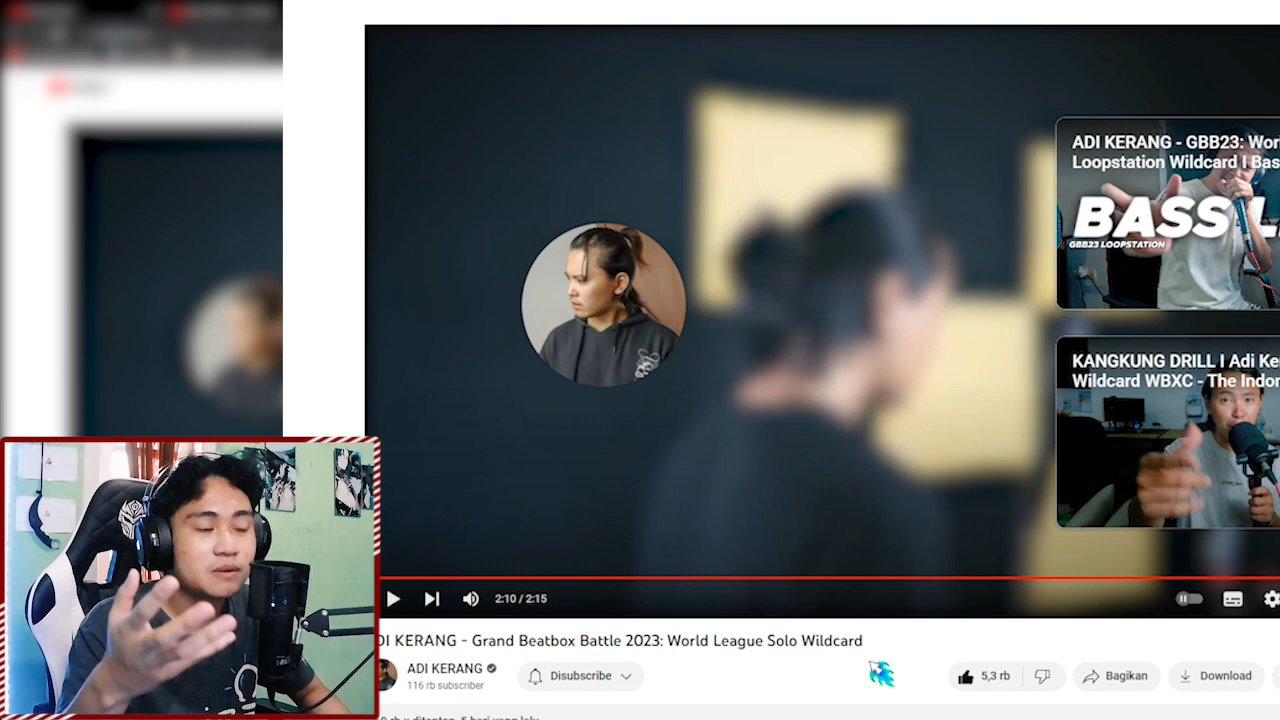 ADI KERANG - GBB23: Wor
Loopstation Wildcard I Bas
BASS L
GBB23 LOOPSTATION
KANGKUNG DRILL I Adi Ke
Wildcard WBXC - The Indor
2:10 / 2:15
DI KERANG - Grand Beatbox Battle 2023: World League Solo Wildcard
ADI KERANG
116 rb subscriber
Disubscribe
5,3 rb
Bagikan
Download